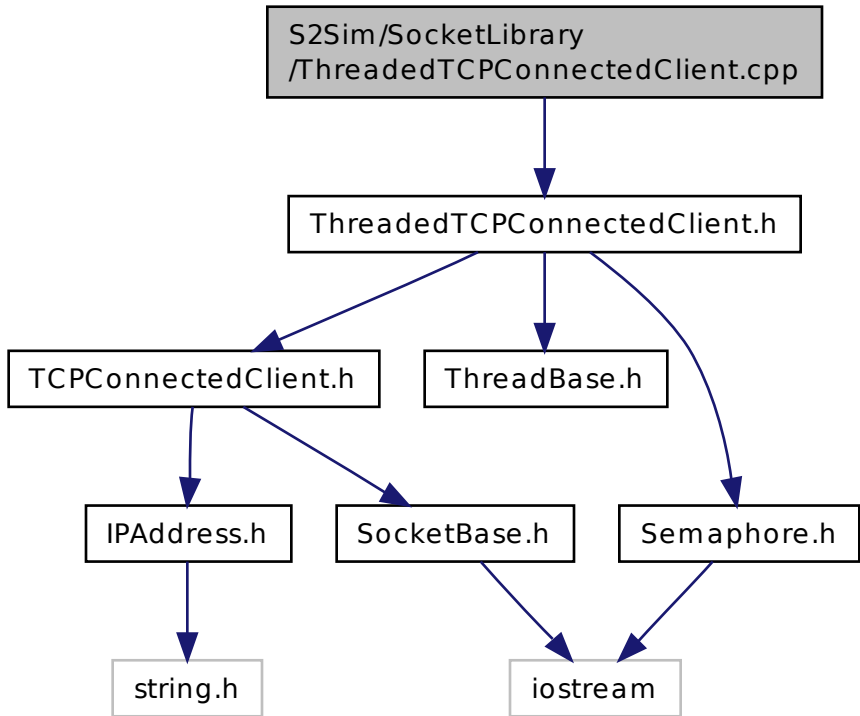 S2Sim/SocketLibrary
/ThreadedTCPConnectedClient.cpp
ThreadedTCPConnectedClient.h
TCPConnectedClient.h
ThreadBase.h
IPAddress.h
SocketBase.h
Semaphore.h
string.h
iostream